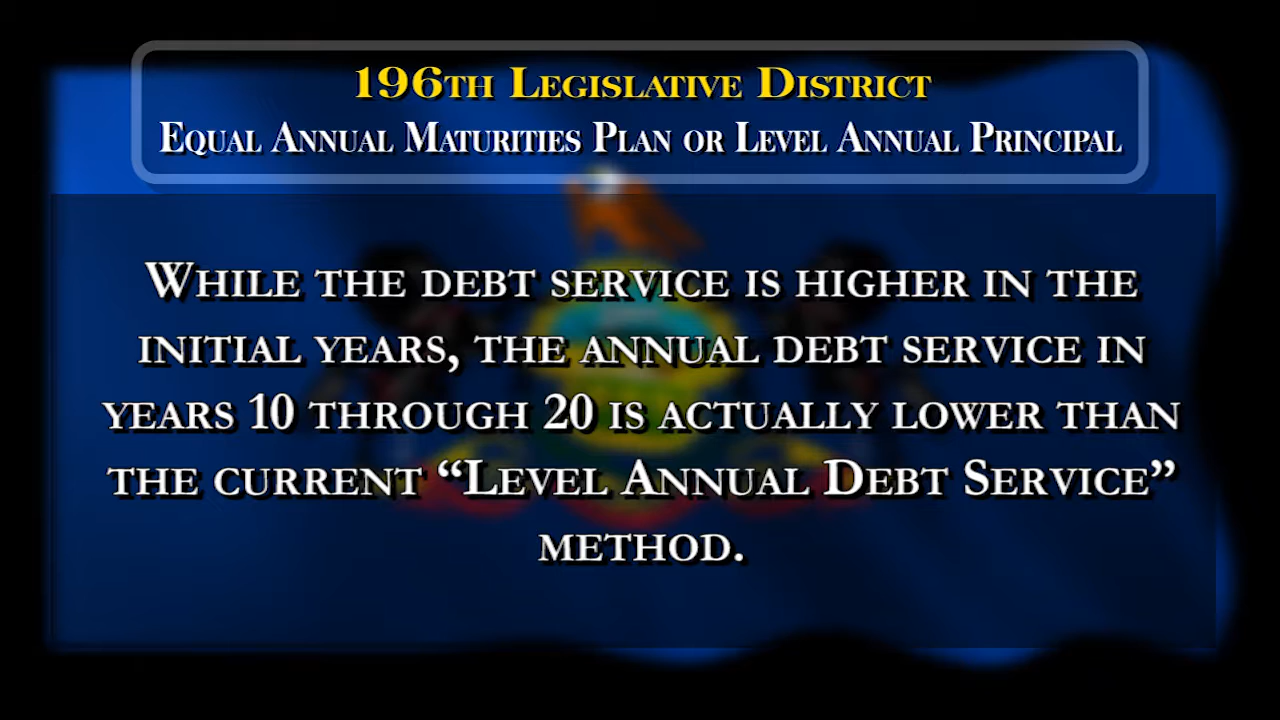 196th Legislative District
Equal Annual Maturities Plan or Level Annual Principal
While the debt service is higher in the
initial years, the annual debt service in
years 10 through 20 is actually lower than
the current “Level Annual Debt Service”
method.